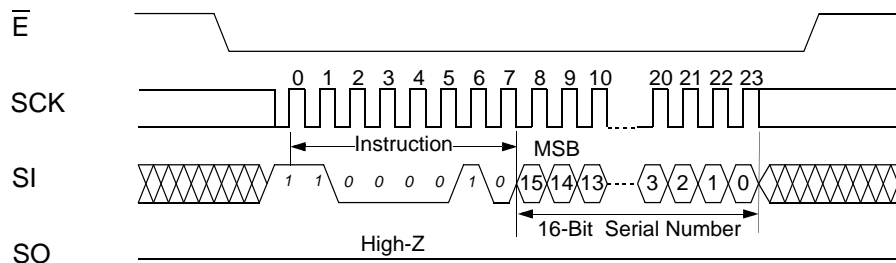 E
0 1 2 3 4 5 6 7 8 9 10 20 21 22 23
SCK
Instruction MSB
SI 1 1 0 0 0 0 1 0 15 14 13 3 2 1 0
16-Bit Serial Number
High-Z
SO